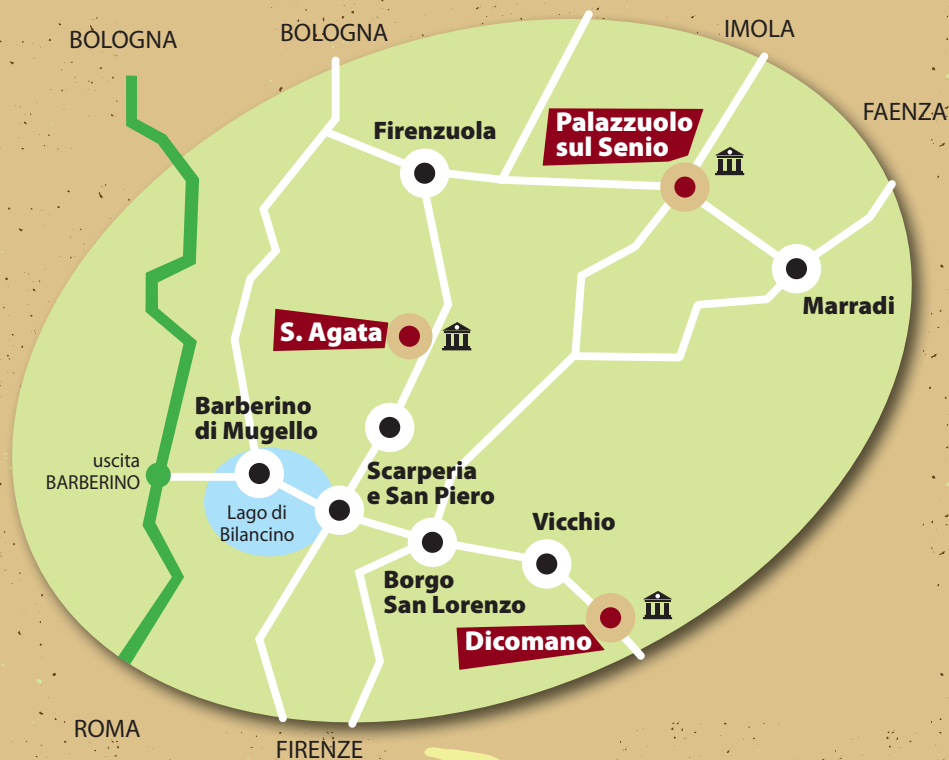 BOLOGNA
BOLOGNA
IMOLA
FAENZA
Firenzuola
Palazzuolo
sul Senio
Marradi
S. Agata
Barberino
di Mugello
uscita
BARBERINO
Lago di
Bilancino
Scarperia
e San Piero
Vicchio
Borgo
San Lorenzo
Dicomano
ROMA
FIRENZE